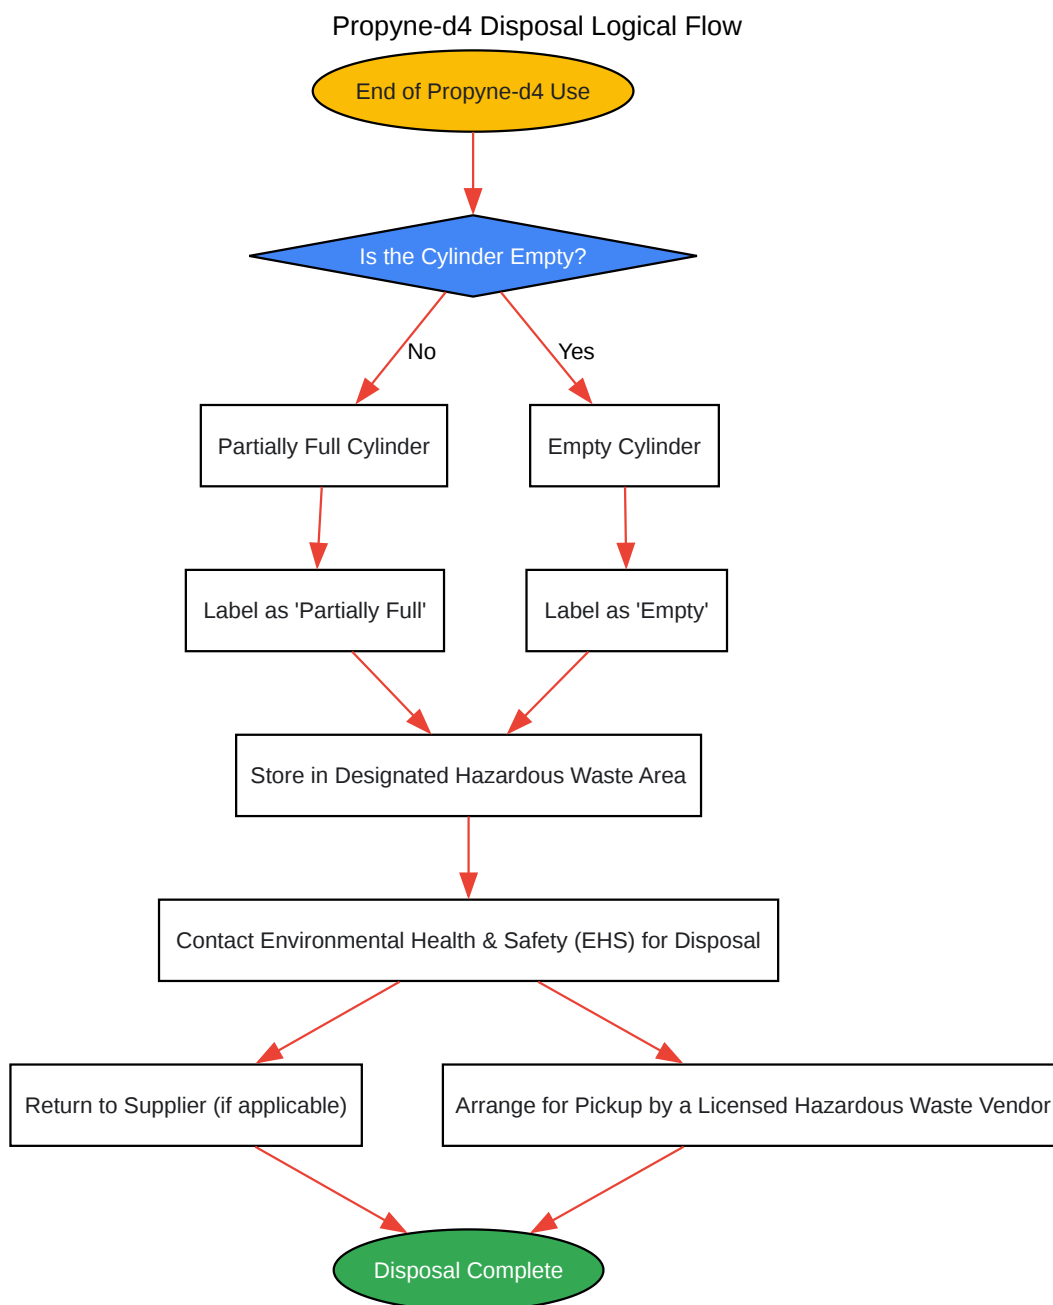 Propyne-d4 Disposal Logical Flow
End of Propyne-d4 Use
Is the Cylinder Empty?
No
Yes
Partially Full Cylinder
Empty Cylinder
Label as 'Partially Full'
Label as 'Empty'
Store in Designated Hazardous Waste Area
Contact Environmental Health & Safety (EHS) for Disposal
Return to Supplier (if applicable)
Arrange for Pickup by a Licensed Hazardous Waste Vendor
Disposal Complete